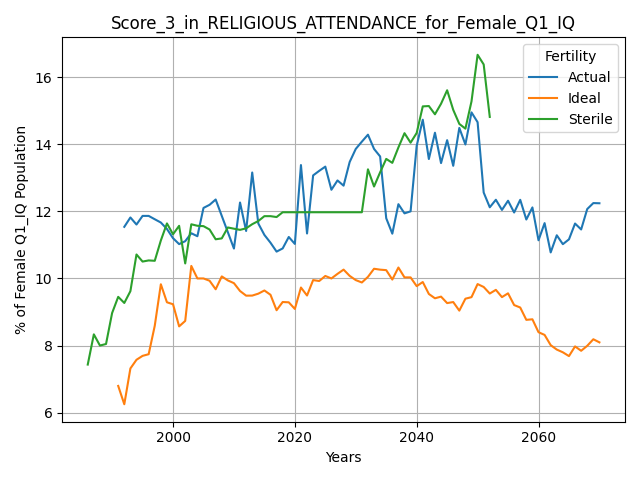 Score_3_in_RELIGIOUS_ATTENDANCE_for_Female_Q1_IQ
Fertility
Actual
Ideal
Sterile
% of Female Q1_IQ Population
16
14
12
10
8
6
2000 2020 2040 2060
Years